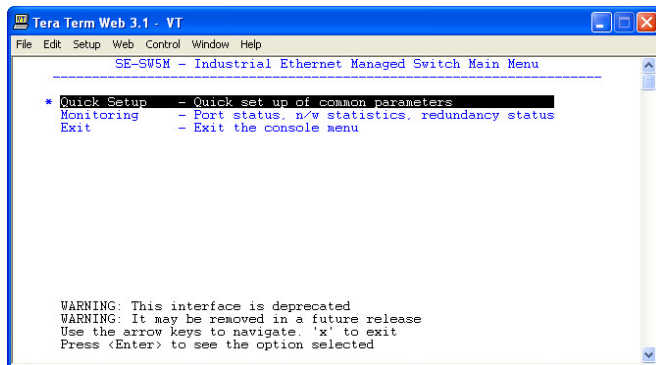 Tera Term Web 3.1 - VT
File Edit Setup Web Control Window Help
SE-SW5M - Industrial Ethernet Managed Switch Main Menu
* Quick Setup - Quick set up of common parameters
Monitoring - Port status, n/w statistics, redundancy status
Exit - Exit the console menu
WARNING: This interface is deprecated
WARNING: It may be removed in a future release
Use the arrow keys to navigate. 'x' to exit
Press <Enter> to see the option selected